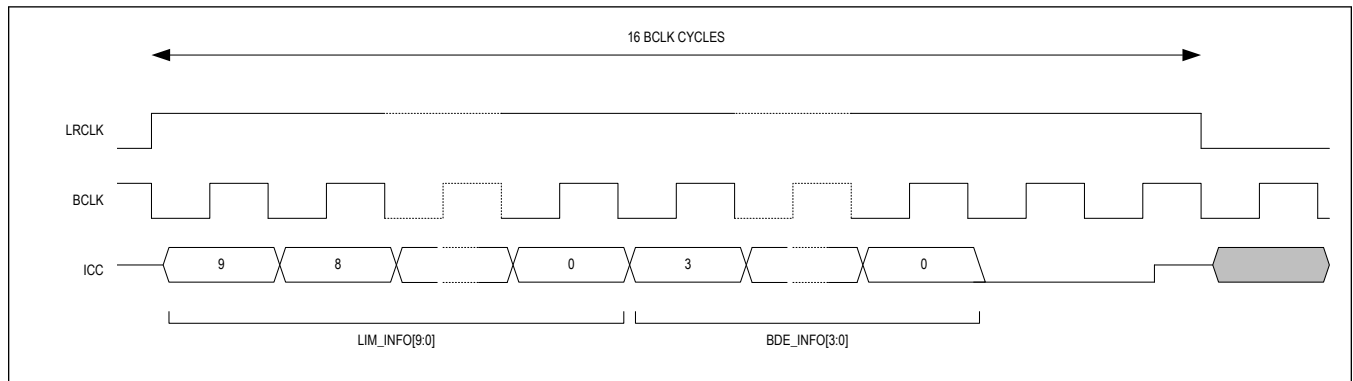 16 BCLK CYCLES
LRCLK
BCLK
ICC
9 8 0 3 0
LIM_INFO[9:0] BDE_INFO[3:0]